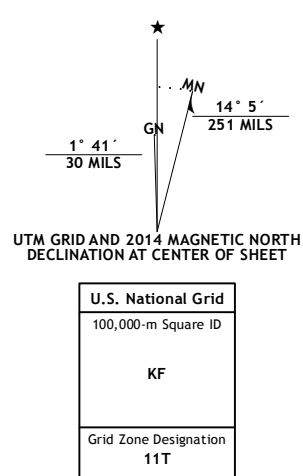 ★
MN
GN
14° 5´
251 MILS
1° 41´
30 MILS
UTM GRID AND 2014 MAGNETIC NORTH
DECLINATION AT CENTER OF SHEET
U.S. National Grid
100,000-m Square ID
KF
Grid Zone Designation
11T